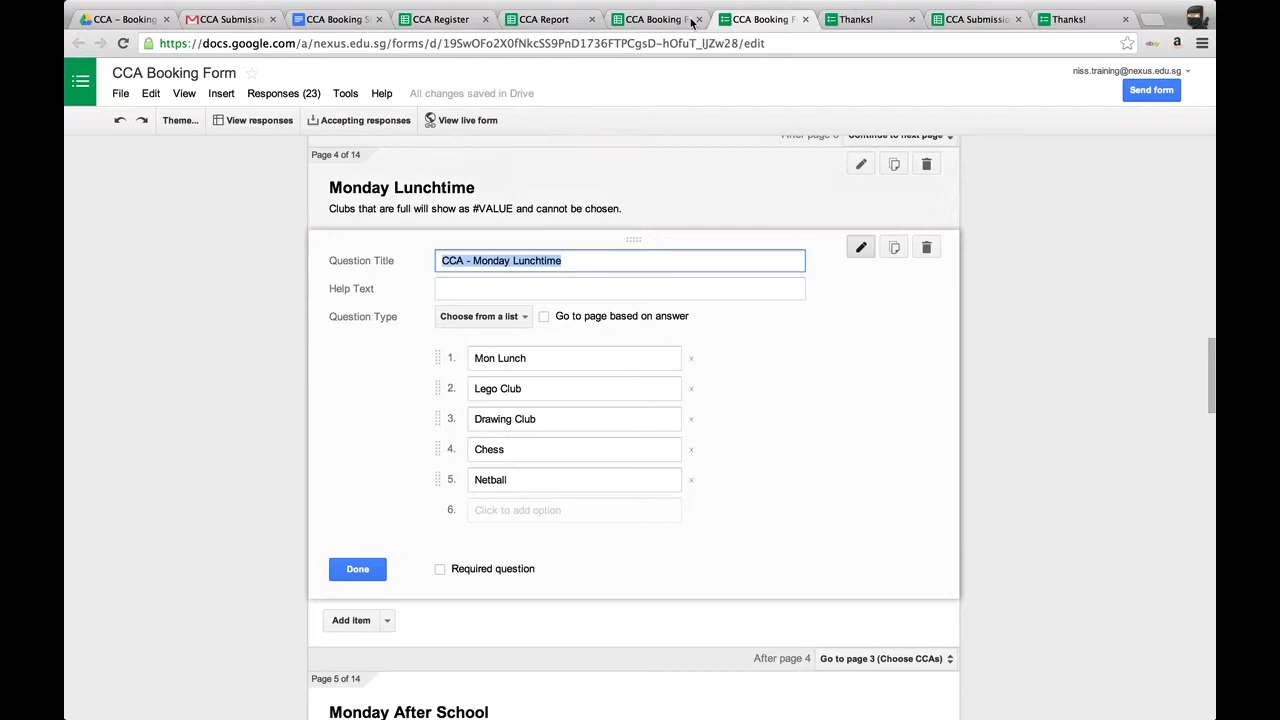 CCA – Booking
CCA Submissio
CCA Booking S
CCA Register
CCA Report
CCA Booking F
CCA Booking F
Thanks!
CCA Submissio
Thanks!
https://docs.google.com/a/nexus.edu.sg/forms/d/19SwOFo2X0fNkcSS9PnD1736FTPCgsD-hOfuT_lJZw28/edit
ebay
a
CCA Booking Form
niss.training@nexus.edu.sg
File Edit View Insert Responses (23) Tools Help All changes saved in Drive
Send form
Theme... View responses Accepting responses View live form
Continue to next page
Page 4 of 14
Monday Lunchtime
Clubs that are full will show as #VALUE and cannot be chosen.
Question Title CCA - Monday Lunchtime
Help Text
Question Type Choose from a list Go to page based on answer
1. Mon Lunch x
2. Lego Club x
3. Drawing Club x
4. Chess x
5. Netball x
6. Click to add option
Done Required question
Add item
After page 4 Go to page 3 (Choose CCAs)
Page 5 of 14
Monday After School